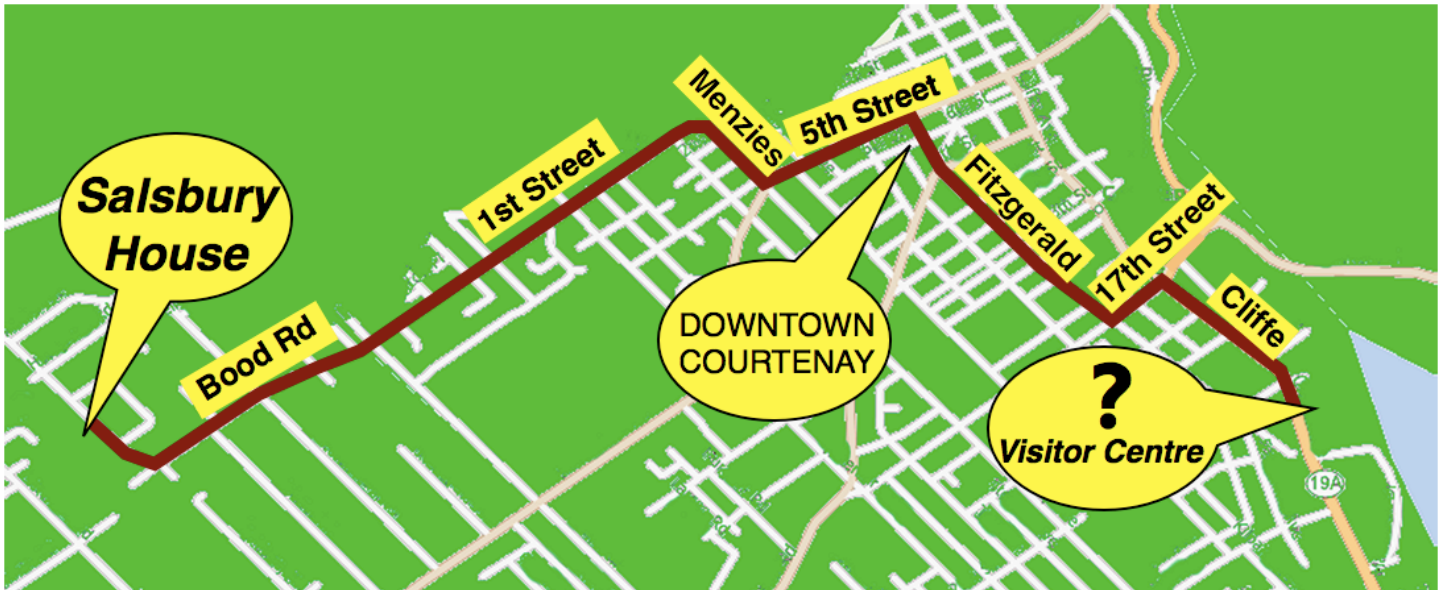 Salsbury
House
Bood Rd
1st Street
Menzies
5th Street
DOWNTOWN
COURTENAY
Fitzgerald
17th Street
Cliffe
?
Visitor Centre
19A